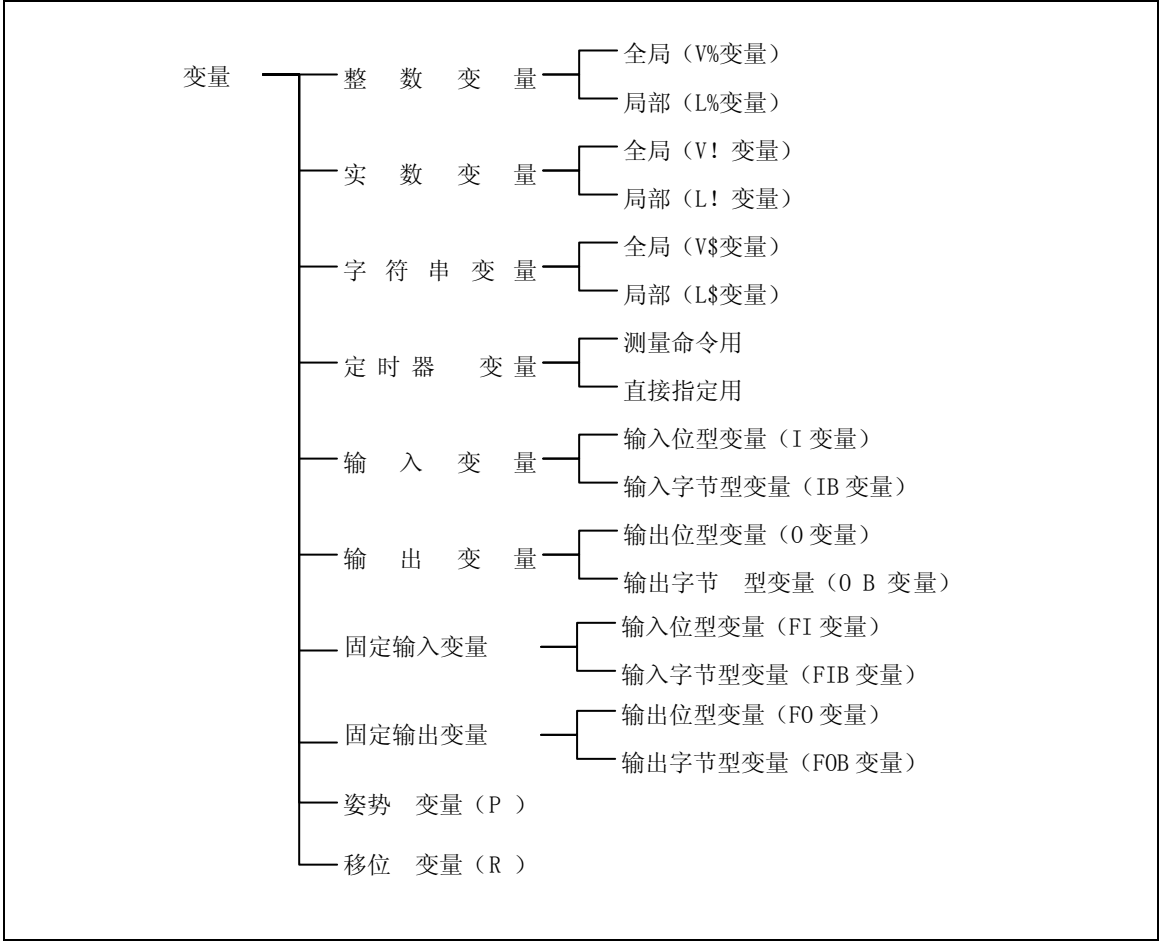 变量
整数变量
全局（V%变量）
局部（L%变量）
实数变量
全局（V! 变量）
局部（L! 变量）
字符串变量
全局（V$变量）
局部（L$变量）
定时器 变量
测量命令用
直接指定用
输入变量
输入位型变量（I 变量）
输入字节型变量（IB 变量）
输出变量
输出位型变量（O 变量）
输出字节 型变量（O B 变量）
固定输入变量
输入位型变量（FI 变量）
输入字节型变量（FIB 变量）
固定输出变量
输出位型变量（FO 变量）
输出字节型变量（FOB 变量）
姿势 变量（P ）
移位 变量（R ）